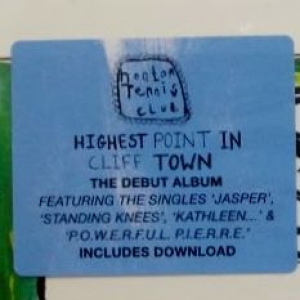 hooton
Tennis
Club
HIGHEST POINT IN
CLIFF TOWN
THE DEBUT ALBUM
FEATURING THE SINGLES 'JASPER',
'STANDING KNEES', 'KATHLEEN...' &
'P.O.W.E.R.F.U.L. P.I.E.R.R.E.'
INCLUDES DOWNLOAD